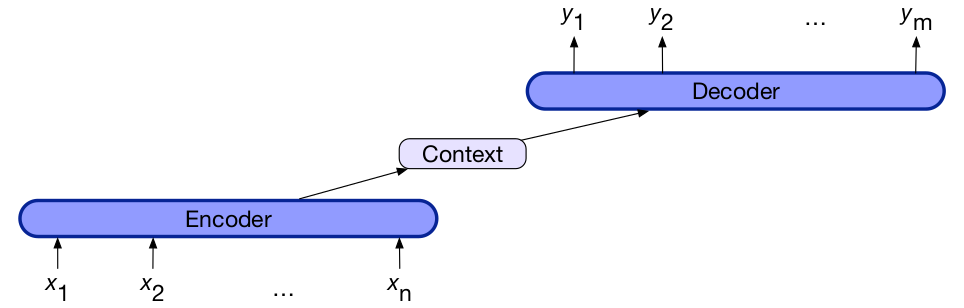 y1 y2 ... ym
Decoder
Context
Encoder
x1 x2 ... xn